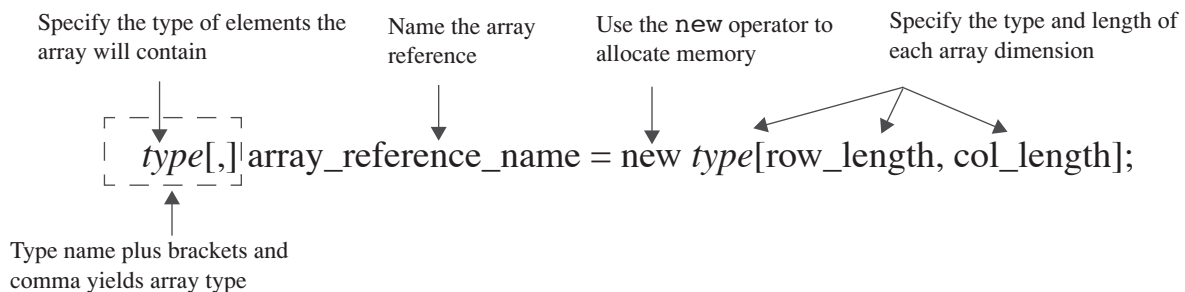 Specify the type of elements the
array will contain
Name the array
reference
Use the new operator to
allocate memory
Specify the type and length of
each array dimension
type[,] array_reference_name = new type[row_length, col_length];
Type name plus brackets and
comma yields array type